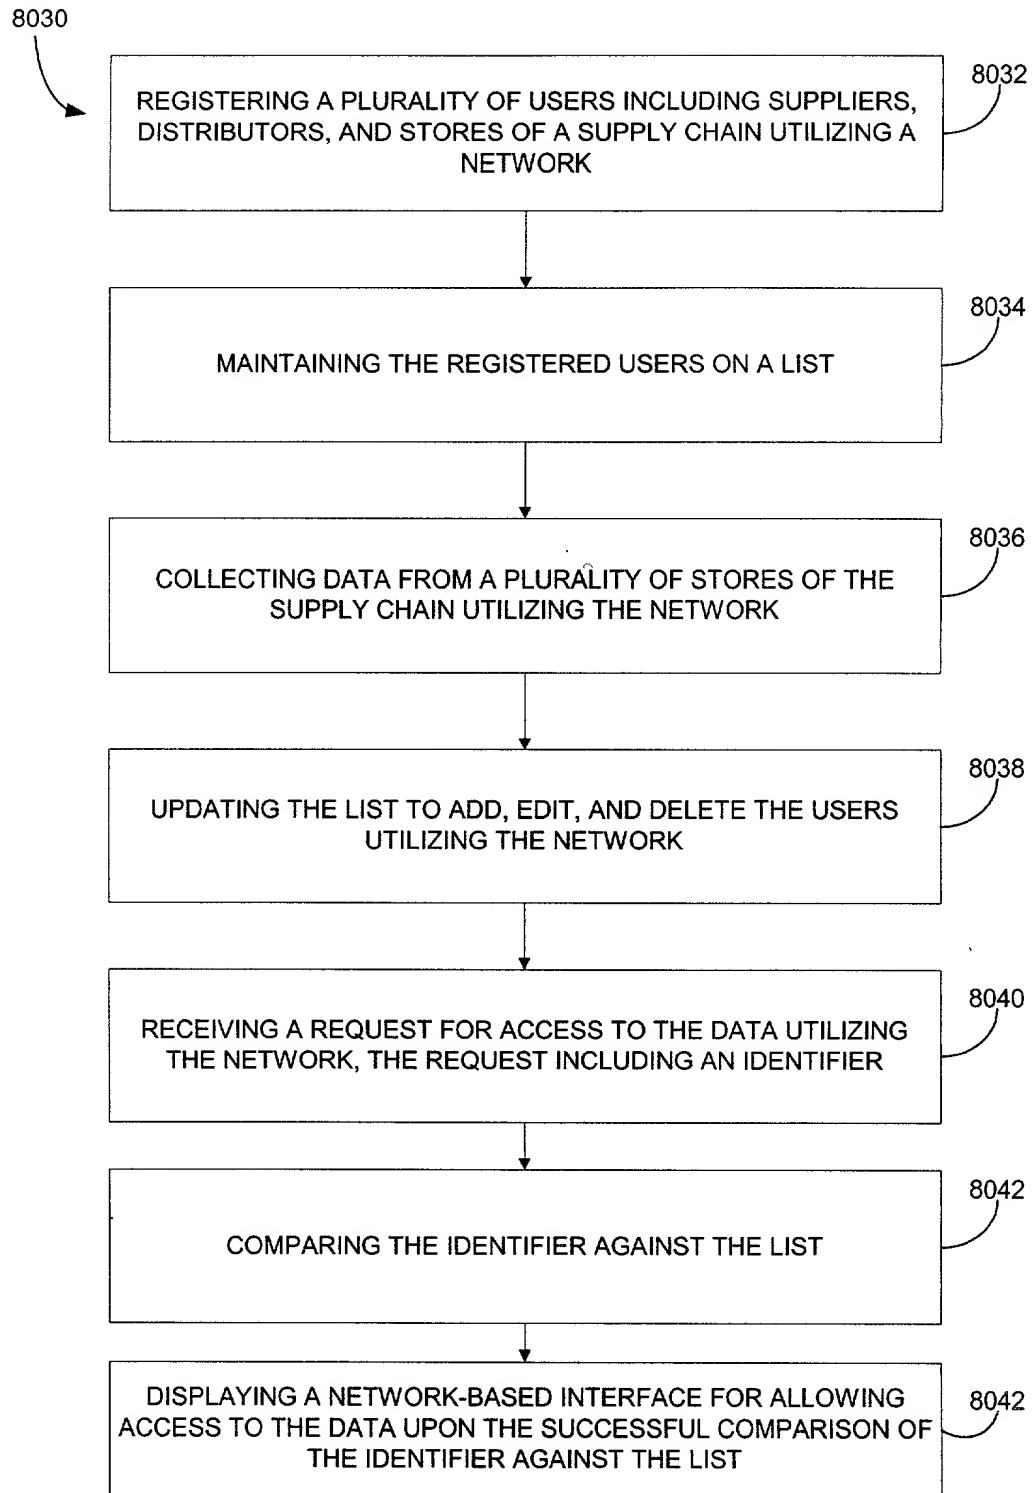 8030
8032
REGISTERING A PLURALITY OF USERS INCLUDING SUPPLIERS,
DISTRIBUTORS, AND STORES OF A SUPPLY CHAIN UTILIZING A
NETWORK
8034
MAINTAINING THE REGISTERED USERS ON A LIST
8036
COLLECTING DATA FROM A PLURALITY OF STORES OF THE
SUPPLY CHAIN UTILIZING THE NETWORK
8038
UPDATING THE LIST TO ADD, EDIT, AND DELETE THE USERS
UTILIZING THE NETWORK
8040
RECEIVING A REQUEST FOR ACCESS TO THE DATA UTILIZING
THE NETWORK, THE REQUEST INCLUDING AN IDENTIFIER
8042
COMPARING THE IDENTIFIER AGAINST THE LIST
8042
DISPLAYING A NETWORK-BASED INTERFACE FOR ALLOWING
ACCESS TO THE DATA UPON THE SUCCESSFUL COMPARISON OF
THE IDENTIFIER AGAINST THE LIST